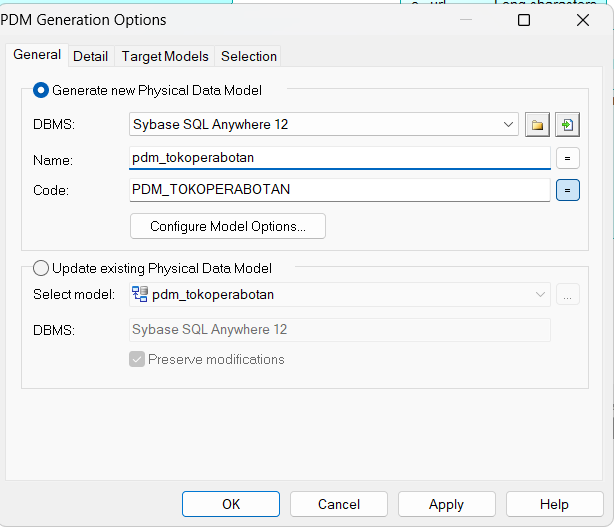 PDM Generation Options
General Detail Target Models Selection
Generate new Physical Data Model
DBMS: Sybase SQL Anywhere 12
Name: pdm_tokoperabotan =
Code: PDM_TOKOPERABOTAN =
Configure Model Options...
Update existing Physical Data Model
Select model: pdm_tokoperabotan ...
DBMS: Sybase SQL Anywhere 12
Preserve modifications
OK Cancel Apply Help